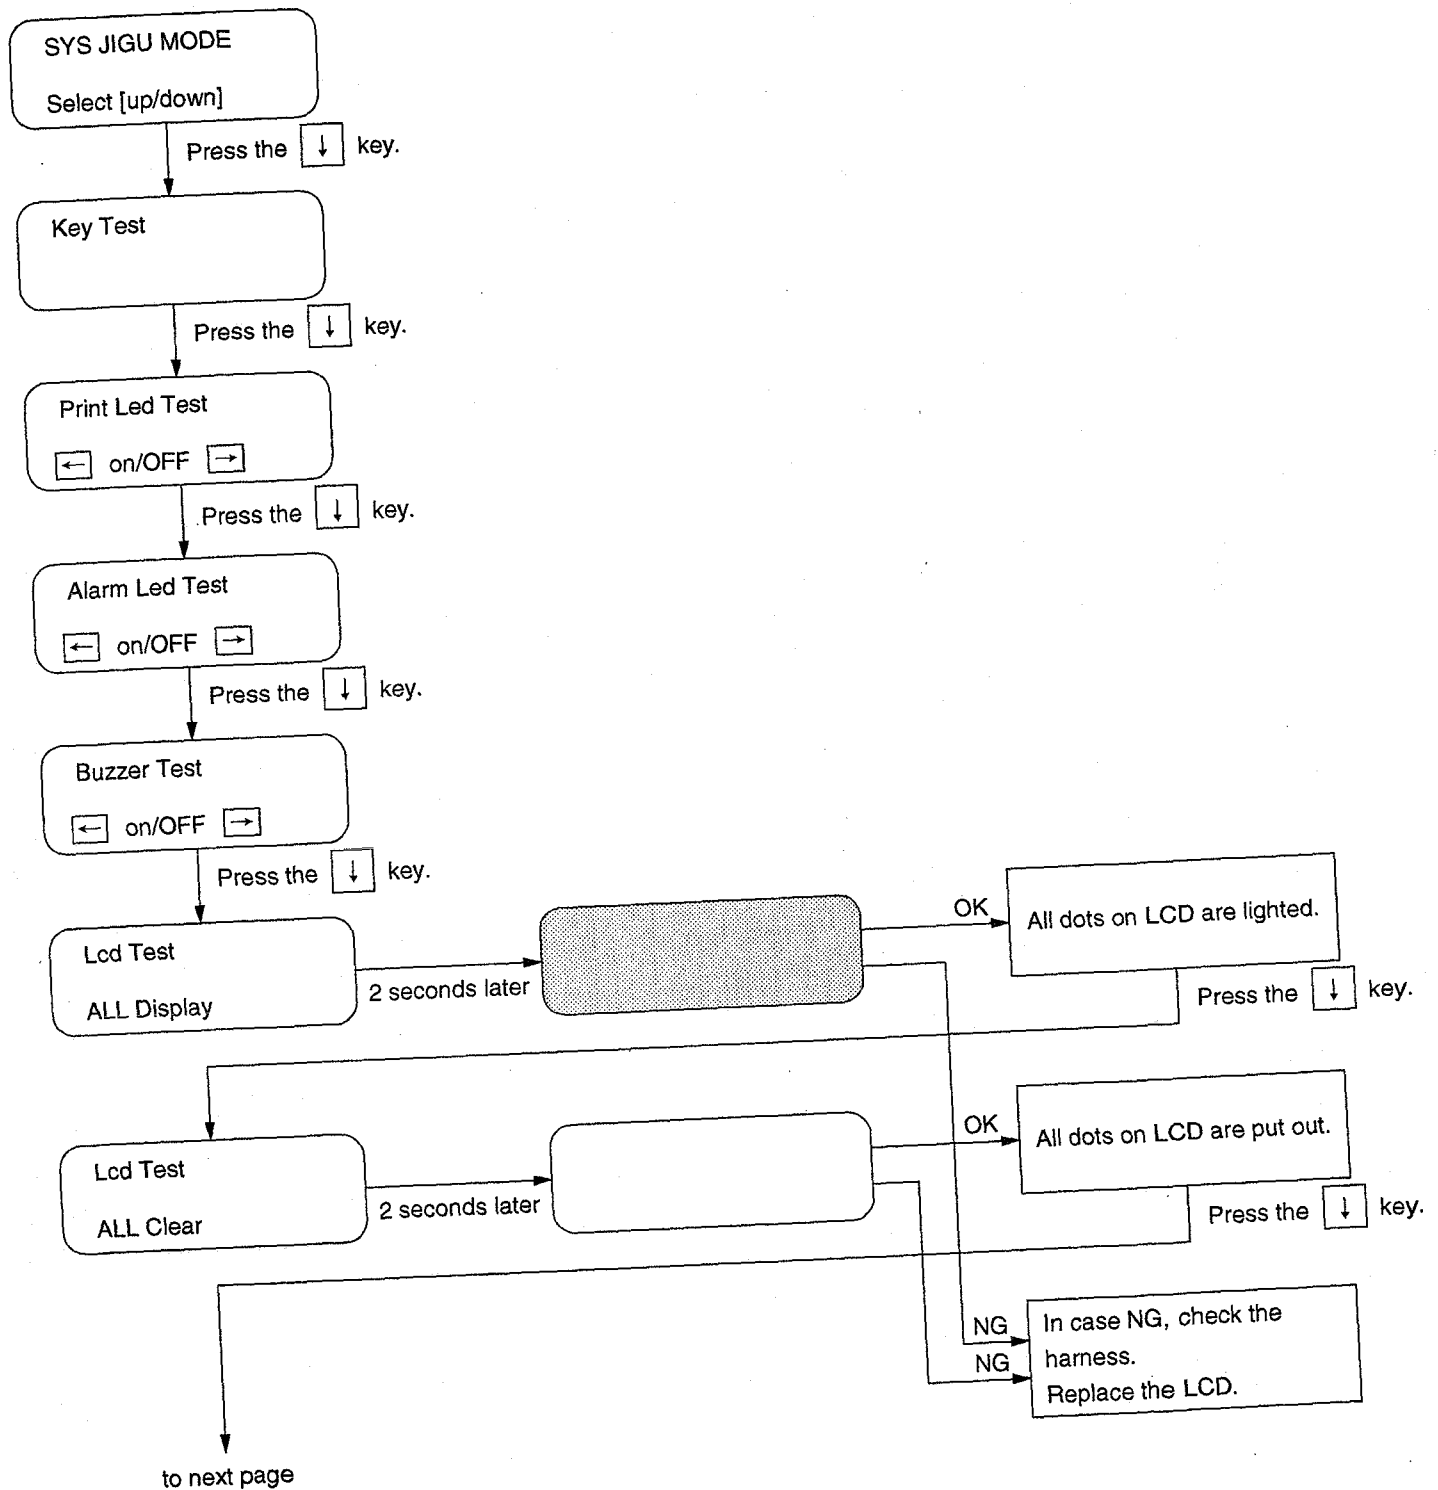 SYS JIGU MODE
Select [up/down]
Press the ↓ key.
Key Test
Press the ↓ key.
Print Led Test
← on/OFF →
Press the ↓ key.
Alarm Led Test
← on/OFF →
Press the ↓ key.
Buzzer Test
← on/OFF →
Press the ↓ key.
Lcd Test
ALL Display
2 seconds later
OK
All dots on LCD are lighted.
Press the ↓ key.
Lcd Test
ALL Clear
2 seconds later
OK
All dots on LCD are put out.
Press the ↓ key.
NG
NG
In case NG, check the
harness.
Replace the LCD.
to next page